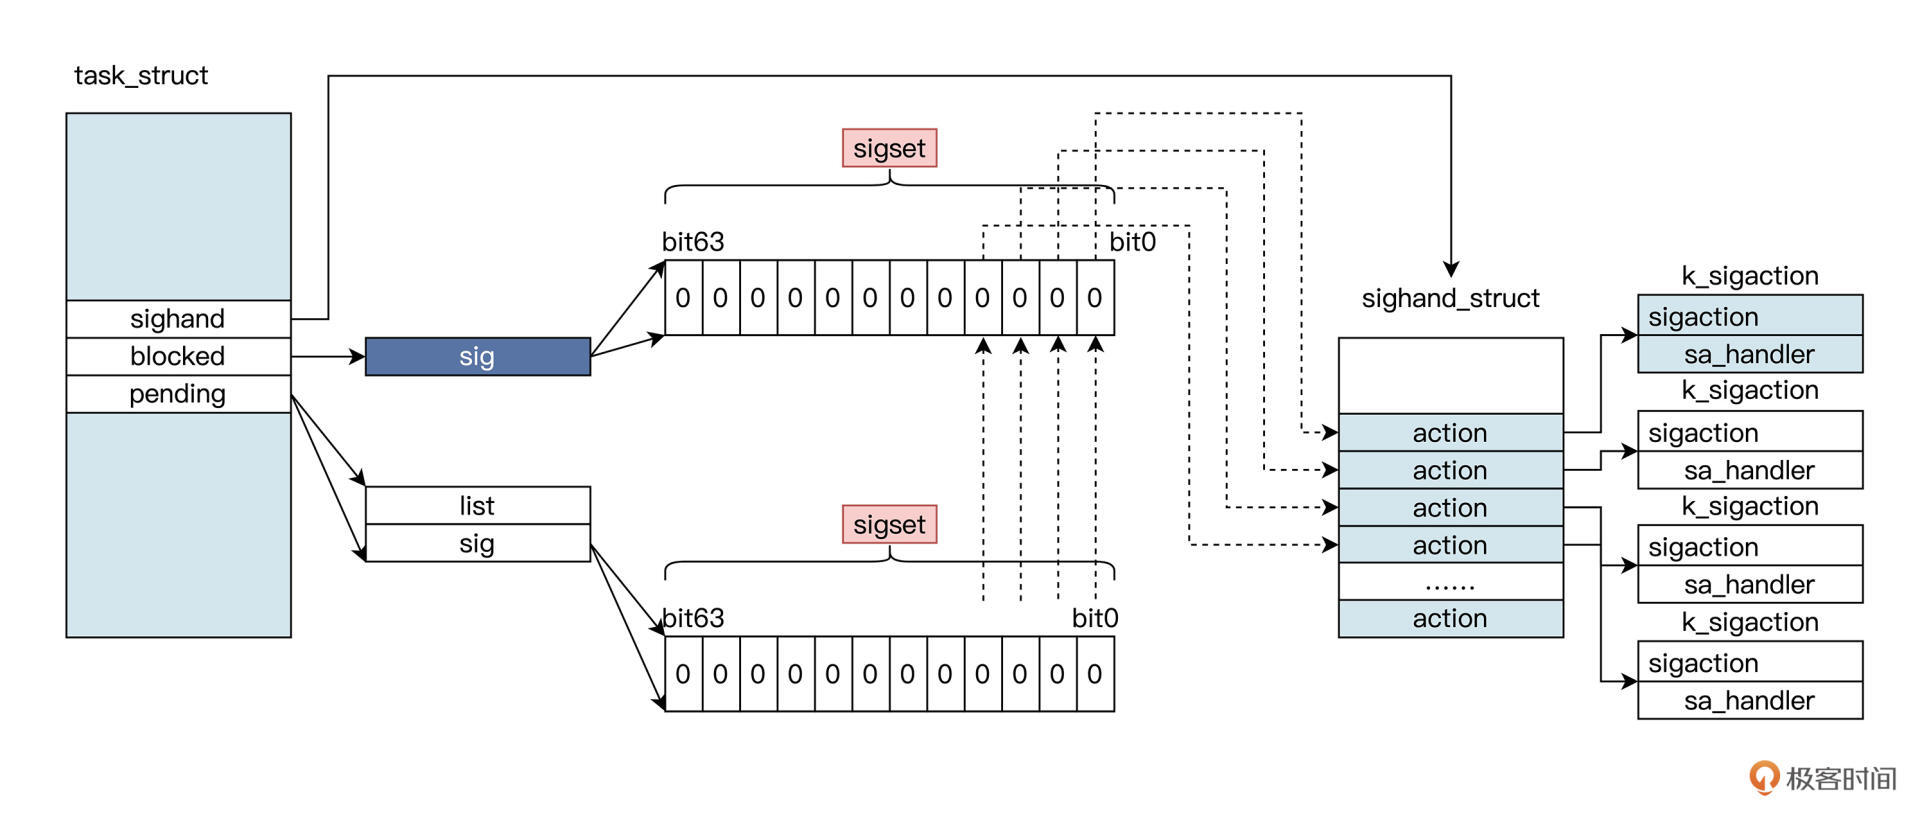 task_struct
sighand
blocked
pending
sig
list
sig
sigset
bit63
bit0
0 0 0 0 0 0 0 0 0 0 0 0
sigset
bit63
bit0
0 0 0 0 0 0 0 0 0 0 0 0
sighand_struct
action
action
action
action
......
action
k_sigaction
sigaction
sa_handler
k_sigaction
sigaction
sa_handler
k_sigaction
sigaction
sa_handler
k_sigaction
sigaction
sa_handler
极客时间